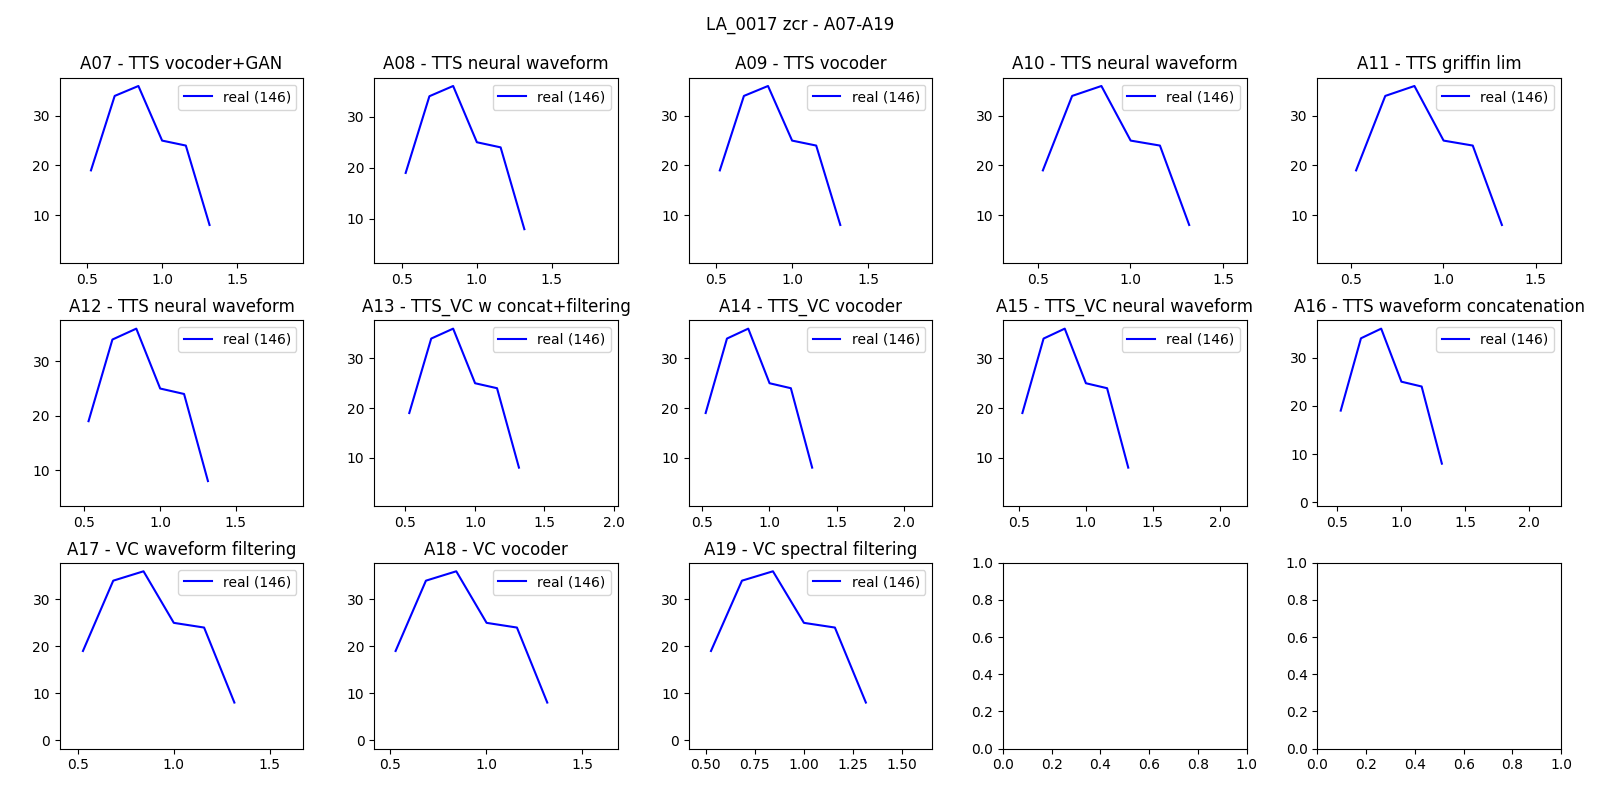 LA_0017 zcr - A07-A19
A07 - TTS vocoder+GAN
real (146)
30
20
10
0.5 1.0 1.5
A08 - TTS neural waveform
real (146)
30
20
10
0.5 1.0 1.5
A09 - TTS vocoder
real (146)
30
20
10
0.5 1.0 1.5
A10 - TTS neural waveform
real (146)
30
20
10
0.5 1.0 1.5
A11 - TTS griffin lim
real (146)
30
20
10
0.5 1.0 1.5
A12 - TTS neural waveform
real (146)
30
20
10
0.5 1.0 1.5
A13 - TTS_VC w concat+filtering
real (146)
30
20
10
0.5 1.0 1.5 2.0
A14 - TTS_VC vocoder
real (146)
30
20
10
0.5 1.0 1.5 2.0
A15 - TTS_VC neural waveform
real (146)
30
20
10
0.5 1.0 1.5 2.0
A16 - TTS waveform concatenation
real (146)
30
20
10
0
0.5 1.0 1.5 2.0
A17 - VC waveform filtering
real (146)
30
20
10
0
0.5 1.0 1.5
A18 - VC vocoder
real (146)
30
20
10
0
0.5 1.0 1.5
A19 - VC spectral filtering
real (146)
30
20
10
0
0.50 0.75 1.00 1.25 1.50
1.0
0.8
0.6
0.4
0.2
0.0
0.0 0.2 0.4 0.6 0.8 1.0
1.0
0.8
0.6
0.4
0.2
0.0
0.0 0.2 0.4 0.6 0.8 1.0